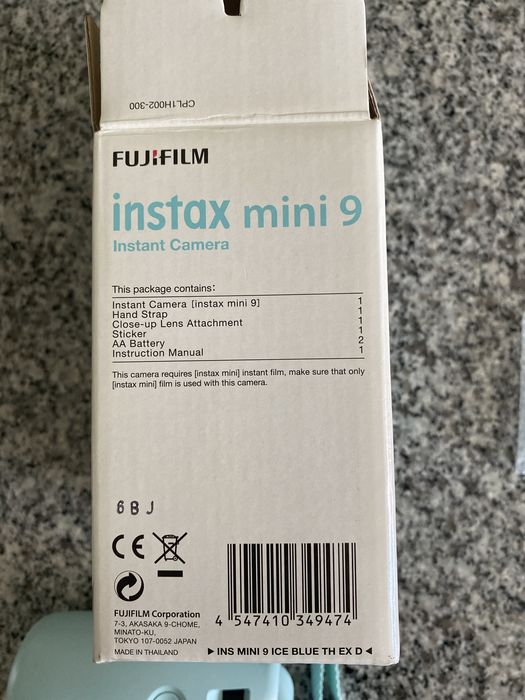 CPL1H002-300
FUJIFILM
instax mini 9
Instant Camera
This package contains:
Instant Camera [instax mini 9] 1
Hand Strap 1
Close-up Lens Attachment 1
Sticker 1
AA Battery 2
Instruction Manual 1
This camera requires [instax mini] instant film, make sure that only
[instax mini] film is used with this camera.
6BJ
CE
FUJIFILM Corporation
7-3, AKASAKA 9-CHOME,
MINATO-KU,
TOKYO 107-0052 JAPAN
MADE IN THAILAND
4 547410 349474
▶ INS MINI 9 ICE BLUE TH EX D ◀